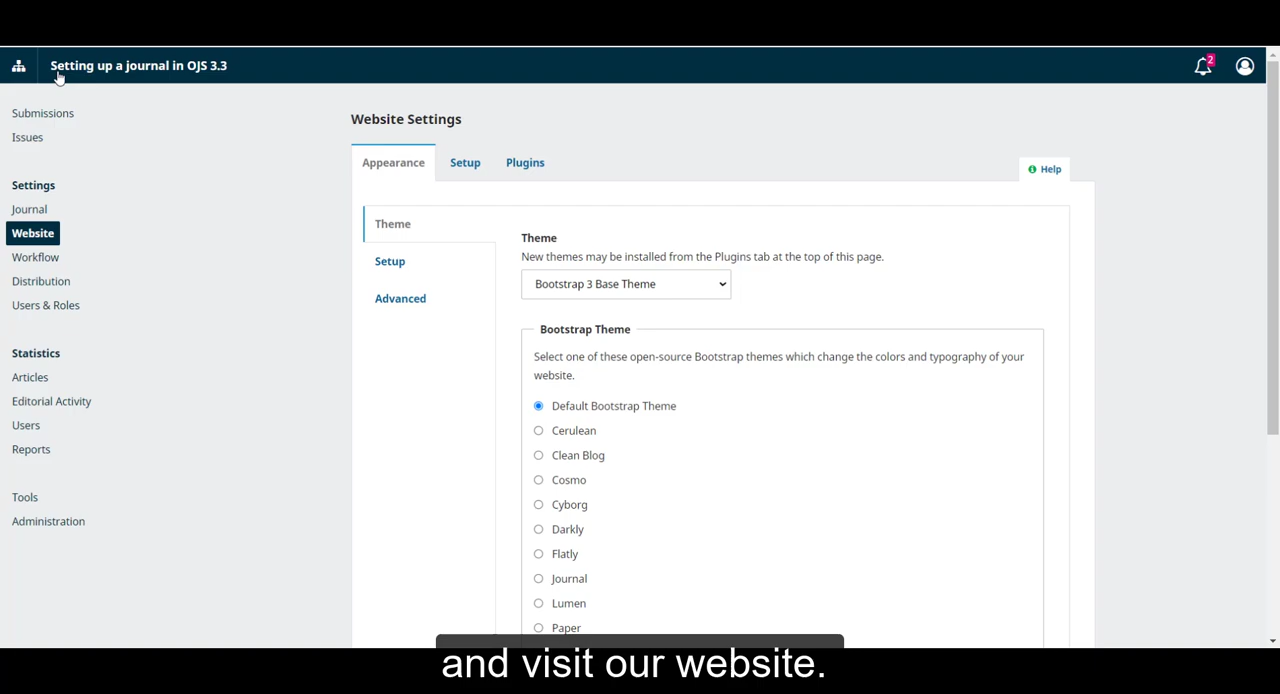 Setting up a journal in OJS 3.3
2
Submissions
Issues
Settings
Journal
Website
Workflow
Distribution
Users & Roles
Statistics
Articles
Editorial Activity
Users
Reports
Tools
Administration
Website Settings
Appearance
Setup
Plugins
Help
Theme
Setup
Advanced
Theme
New themes may be installed from the Plugins tab at the top of this page.
Bootstrap 3 Base Theme
Bootstrap Theme
Select one of these open-source Bootstrap themes which change the colors and typography of your
website.
Default Bootstrap Theme
Cerulean
Clean Blog
Cosmo
Cyborg
Darkly
Flatly
Journal
Lumen
Paper
and visit our website.